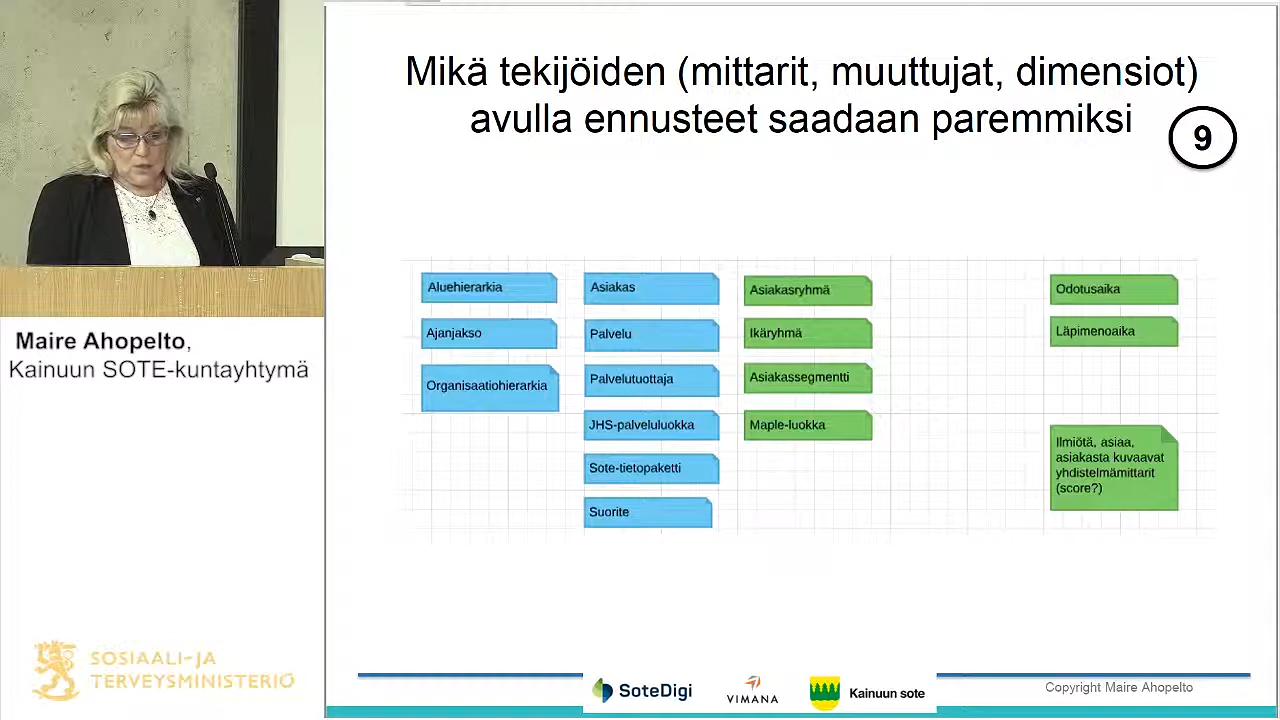 Mikä tekijöiden (mittarit, muuttujat, dimensiot)
avulla ennusteet saadaan paremmiksi
9
Aluehierarkia
Ajanjakso
Organisaatiohierarkia
Asiakas
Palvelu
Palvelutuottaja
JHS-palveluluokka
Sote-tietopaketti
Suorite
Asiakasryhmä
Ikäryhmä
Asiakassegmentti
Maple-luokka
Odotusaika
Läpimenoaika
Ilmiötä, asiaa,
asiakasta kuvaavat
yhdistelmämittarit
(score?)
Maire Ahopelto,
Kainuun SOTE-kuntayhtymä
SOSIAALI- JA
TERVEYSMINISTERIÖ
SoteDigi
VIMANA
Kainuun sote
Copyright Maire Ahopelto